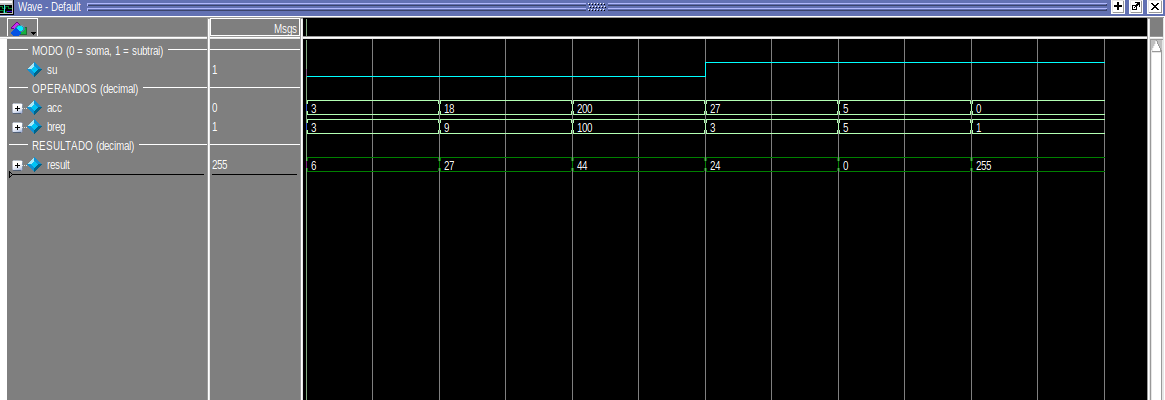 Wave - Default
Msgs
MODO (0 = soma, 1 = subtrai)
su 1
OPERANDOS (decimal)
acc 0 3 18 200 27 5 0
breg 1 3 9 100 3 5 1
RESULTADO (decimal)
result 255 6 27 44 24 0 255